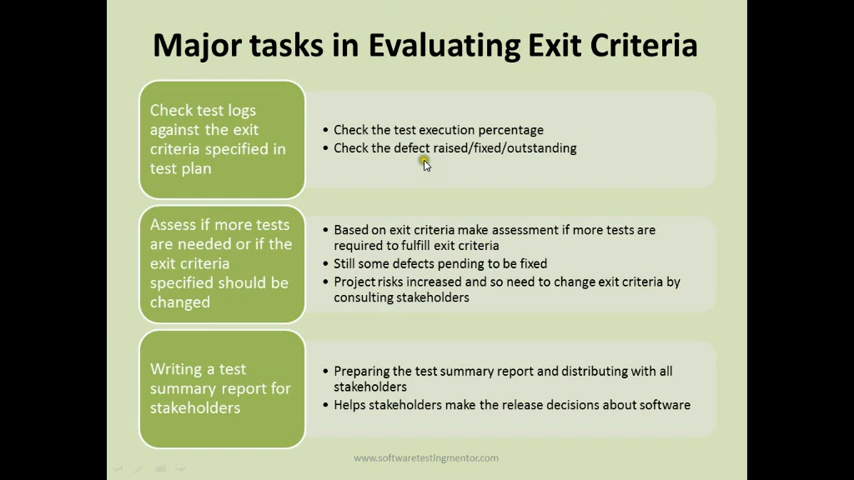 Major tasks in Evaluating Exit Criteria
Check test logs
against the exit
criteria specified in
test plan
• Check the test execution percentage
• Check the defect raised/fixed/outstanding
Assess if more tests
are needed or if the
exit criteria
specified should be
changed
• Based on exit criteria make assessment if more tests are
required to fulfill exit criteria
• Still some defects pending to be fixed
• Project risks increased and so need to change exit criteria by
consulting stakeholders
Writing a test
summary report for
stakeholders
• Preparing the test summary report and distributing with all
stakeholders
• Helps stakeholders make the release decisions about software
www.softwaretestingmentor.com